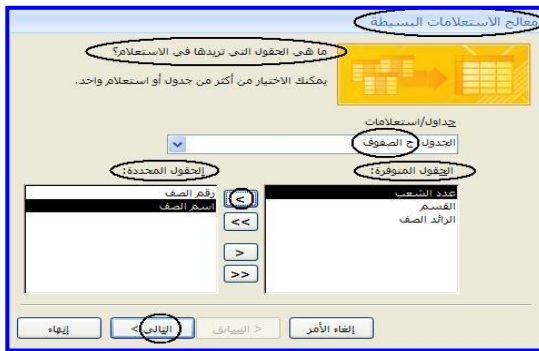 معالج الاستعلامات البسيطة
ما هي الحقول التي تريدها في الاستعلام؟
يمكنك الاختيار من أكثر من جدول أو استعلام واحد.
جداول/استعلامات
الجدول: ج الصفوف
الحقول المتوفرة:
عدد الشعب
القسم
الرائد الصف
>
>>
<
<<
الحقول المحددة:
رقم الصف
اسم الصف
إلغاء الأمر
< السابق
التالي >
إنهاء